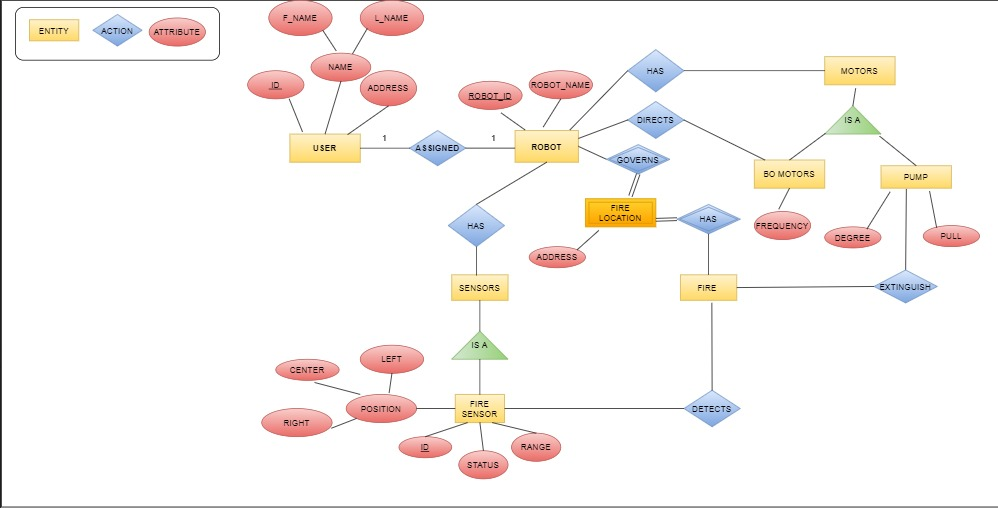 F_NAME
L_NAME
ENTITY
ACTION
ATTRIBUTE
NAME
HAS
MOTORS
ID
ADDRESS
ROBOT_ID
ROBOT_NAME
DIRECTS
IS A
1
1
USER
ASSIGNED
ROBOT
GOVERNS
BO MOTORS
PUMP
FIRE
LOCATION
HAS
HAS
FREQUENCY
DEGREE
PULL
ADDRESS
SENSORS
FIRE
EXTINGUISH
IS A
CENTER
LEFT
POSITION
FIRE
SENSOR
DETECTS
RIGHT
ID
STATUS
RANGE